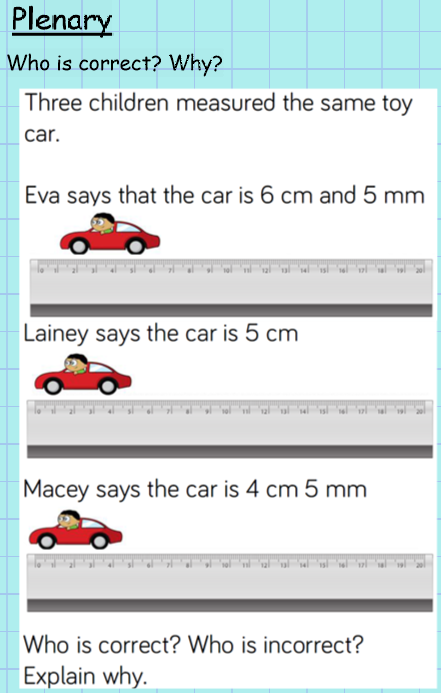 Plenary
Who is correct? Why?
Three children measured the same toy
car.
Eva says that the car is 6 cm and 5 mm
0 1 2 3 4 5 6 7 8 9 10 11 12 13 14 15 16 17 18 19 20
Lainey says the car is 5 cm
0 1 2 3 4 5 6 7 8 9 10 11 12 13 14 15 16 17 18 19 20
Macey says the car is 4 cm 5 mm
0 1 2 3 4 5 6 7 8 9 10 11 12 13 14 15 16 17 18 19 20
Who is correct? Who is incorrect?
Explain why.